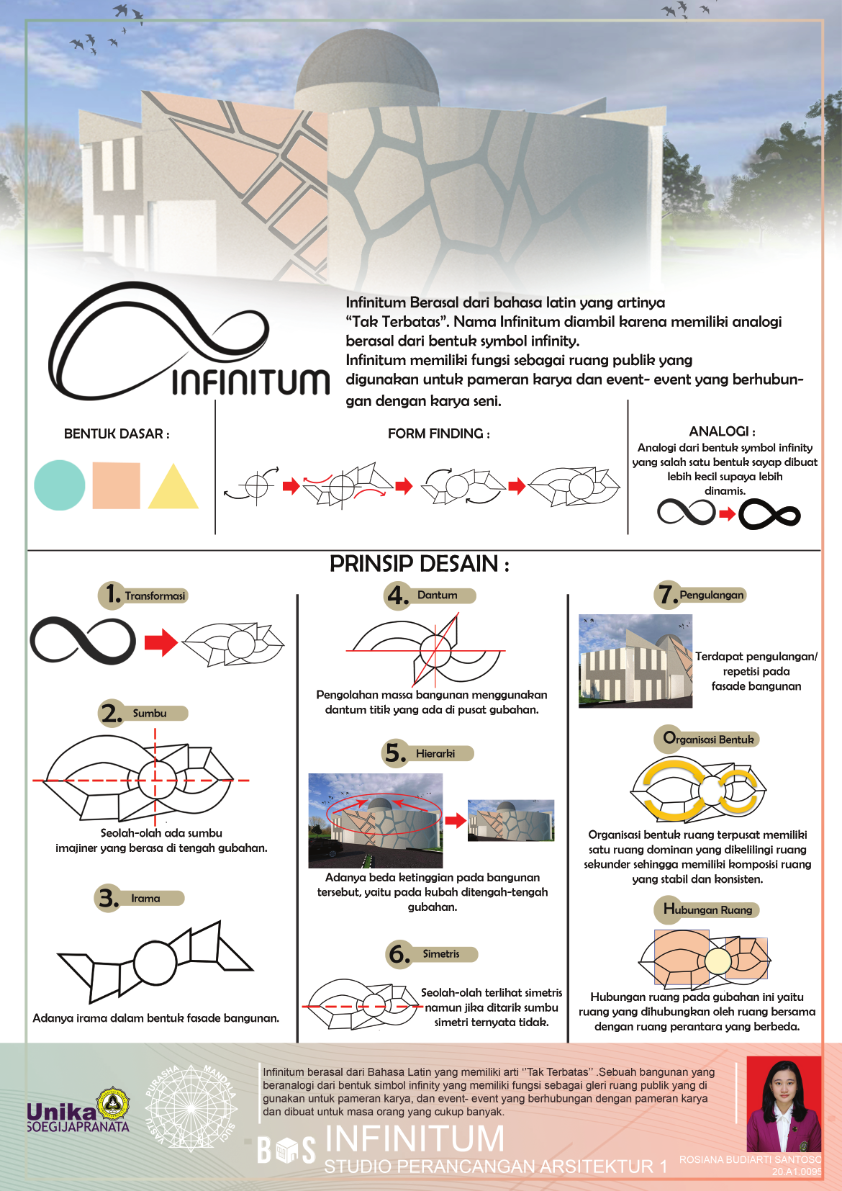 INFINITUM
Infinitum Berasal dari bahasa latin yang artinya
“Tak Terbatas”. Nama Infinitum diambil karena memiliki analogi
berasal dari bentuk symbol infinity.
Infinitum memiliki fungsi sebagai ruang publik yang
digunakan untuk pameran karya dan event- event yang berhubun-
gan dengan karya seni.
BENTUK DASAR :
FORM FINDING :
ANALOGI :
Analogi dari bentuk symbol infinity
yang salah satu bentuk sayap dibuat
lebih kecil supaya lebih
dinamis.
PRINSIP DESAIN :
1. Transformasi
2. Sumbu
Seolah-olah ada sumbu
imajiner yang berasa di tengah gubahan.
3. Irama
Adanya irama dalam bentuk fasade bangunan.
4. Dantum
Pengolahan massa bangunan menggunakan
dantum titik yang ada di pusat gubahan.
5. Hierarki
Adanya beda ketinggian pada bangunan
tersebut, yaitu pada kubah ditengah-tengah
gubahan.
6. Simetris
Seolah-olah terlihat simetris
namun jika ditarik sumbu
simetri ternyata tidak.
7. Pengulangan
Terdapat pengulangan/
repetisi pada
fasade bangunan
Organisasi Bentuk
Organisasi bentuk ruang terpusat memiliki
satu ruang dominan yang dikelilingi ruang
sekunder sehingga memiliki komposisi ruang
yang stabil dan konsisten.
Hubungan Ruang
Hubungan ruang pada gubahan ini yaitu
ruang yang dihubungkan oleh ruang bersama
dengan ruang perantara yang berbeda.
Unika
SOEGIJAPRANATA
VASTU PURASHA MANDALA SUCI
Infinitum berasal dari Bahasa Latin yang memiliki arti ''Tak Terbatas'' .Sebuah bangunan yang
beranalogi dari bentuk simbol infinity yang memiliki fungsi sebagai gleri ruang publik yang di
gunakan untuk pameran karya, dan event- event yang berhubungan dengan pameran karya
dan dibuat untuk masa orang yang cukup banyak.
INFINITUM
STUDIO PERANCANGAN ARSITEKTUR 1
ROSIANA BUDIARTI SANTOSO
20.A1.0095